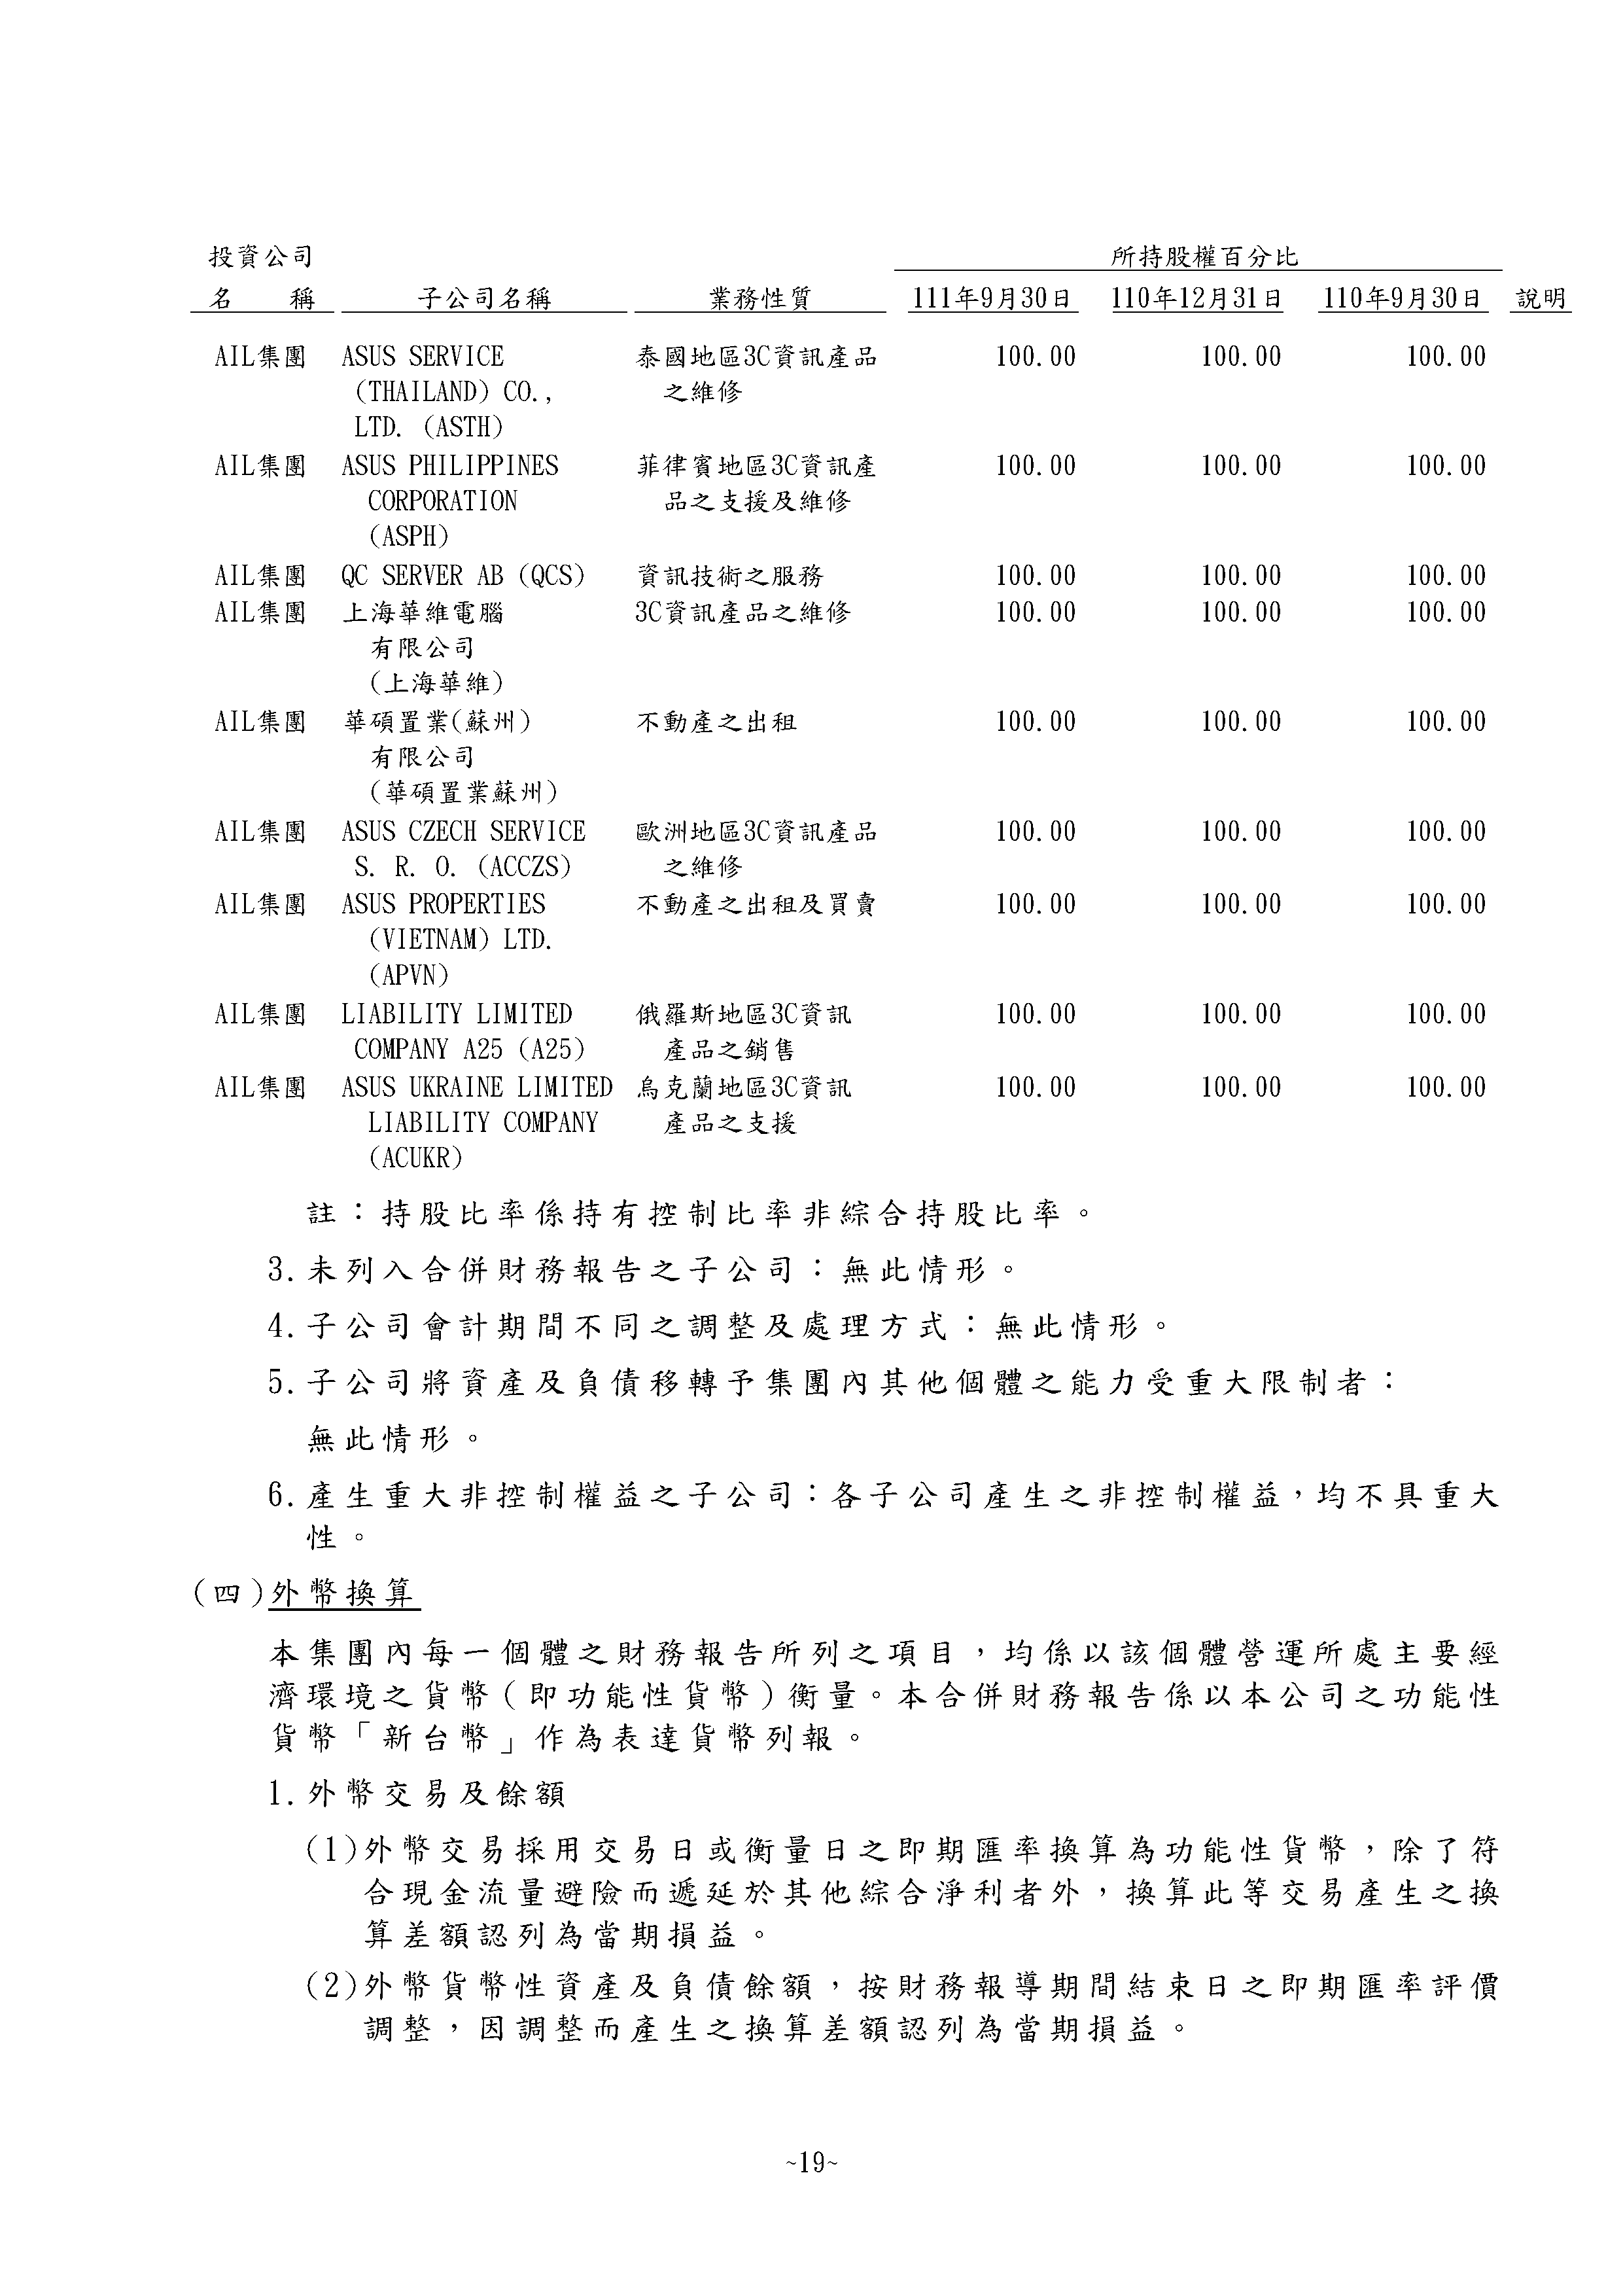 投資公司 所持股權百分比
名　　稱 子公司名稱 業務性質 111年9月30日 110年12月31日 110年9月30日 說明
AIL集團 ASUS SERVICE 泰國地區3C資訊產品 100.00 100.00 100.00
(THAILAND) CO., 之維修
LTD. (ASTH)
AIL集團 ASUS PHILIPPINES 菲律賓地區3C資訊產 100.00 100.00 100.00
CORPORATION 品之支援及維修
(ASPH)
AIL集團 QC SERVER AB (QCS) 資訊技術之服務 100.00 100.00 100.00
AIL集團 上海華維電腦 3C資訊產品之維修 100.00 100.00 100.00
有限公司
(上海華維)
AIL集團 華碩置業(蘇州) 不動產之出租 100.00 100.00 100.00
有限公司
(華碩置業蘇州)
AIL集團 ASUS CZECH SERVICE 歐洲地區3C資訊產品 100.00 100.00 100.00
S. R. O. (ACCZS) 之維修
AIL集團 ASUS PROPERTIES 不動產之出租及買賣 100.00 100.00 100.00
(VIETNAM) LTD.
(APVN)
AIL集團 LIABILITY LIMITED 俄羅斯地區3C資訊 100.00 100.00 100.00
COMPANY A25 (A25) 產品之銷售
AIL集團 ASUS UKRAINE LIMITED 烏克蘭地區3C資訊 100.00 100.00 100.00
LIABILITY COMPANY 產品之支援
(ACUKR)
註：持股比率係持有控制比率非綜合持股比率。
3.未列入合併財務報告之子公司：無此情形。
4.子公司會計期間不同之調整及處理方式：無此情形。
5.子公司將資產及負債移轉予集團內其他個體之能力受重大限制者：
無此情形。
6.產生重大非控制權益之子公司：各子公司產生之非控制權益，均不具重大
性。
(四)外幣換算
本集團內每一個體之財務報告所列之項目，均係以該個體營運所處主要經
濟環境之貨幣(即功能性貨幣)衡量。本合併財務報告係以本公司之功能性
貨幣「新台幣」作為表達貨幣列報。
1.外幣交易及餘額
(1)外幣交易採用交易日或衡量日之即期匯率換算為功能性貨幣，除了符
合現金流量避險而遞延於其他綜合淨利者外，換算此等交易產生之換
算差額認列為當期損益。
(2)外幣貨幣性資產及負債餘額，按財務報導期間結束日之即期匯率評價
調整，因調整而產生之換算差額認列為當期損益。
~19~